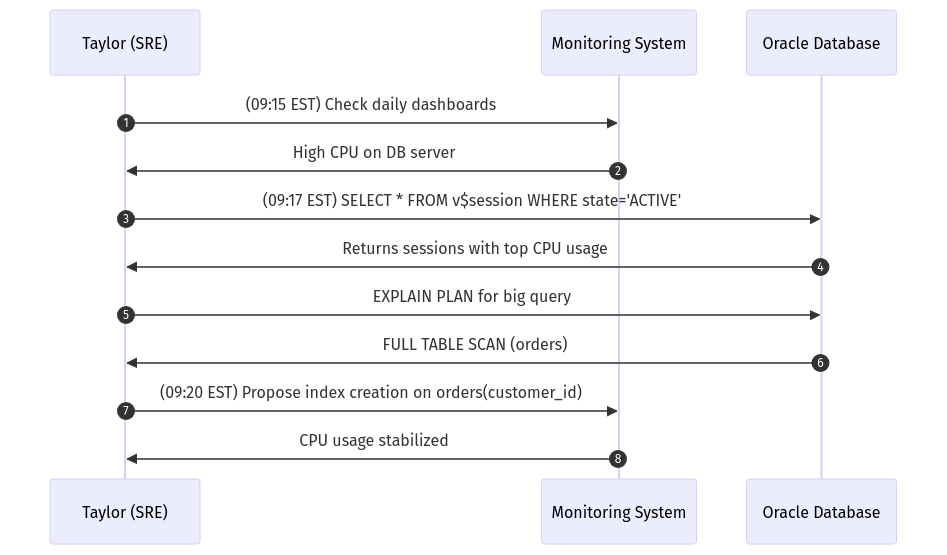 Taylor (SRE)
Monitoring System
Oracle Database
(09:15 EST) Check daily dashboards
1
High CPU on DB server
2
(09:17 EST) SELECT * FROM v$session WHERE state='ACTIVE'
3
Returns sessions with top CPU usage
4
EXPLAIN PLAN for big query
5
FULL TABLE SCAN (orders)
6
(09:20 EST) Propose index creation on orders(customer_id)
7
CPU usage stabilized
8
Taylor (SRE)
Monitoring System
Oracle Database